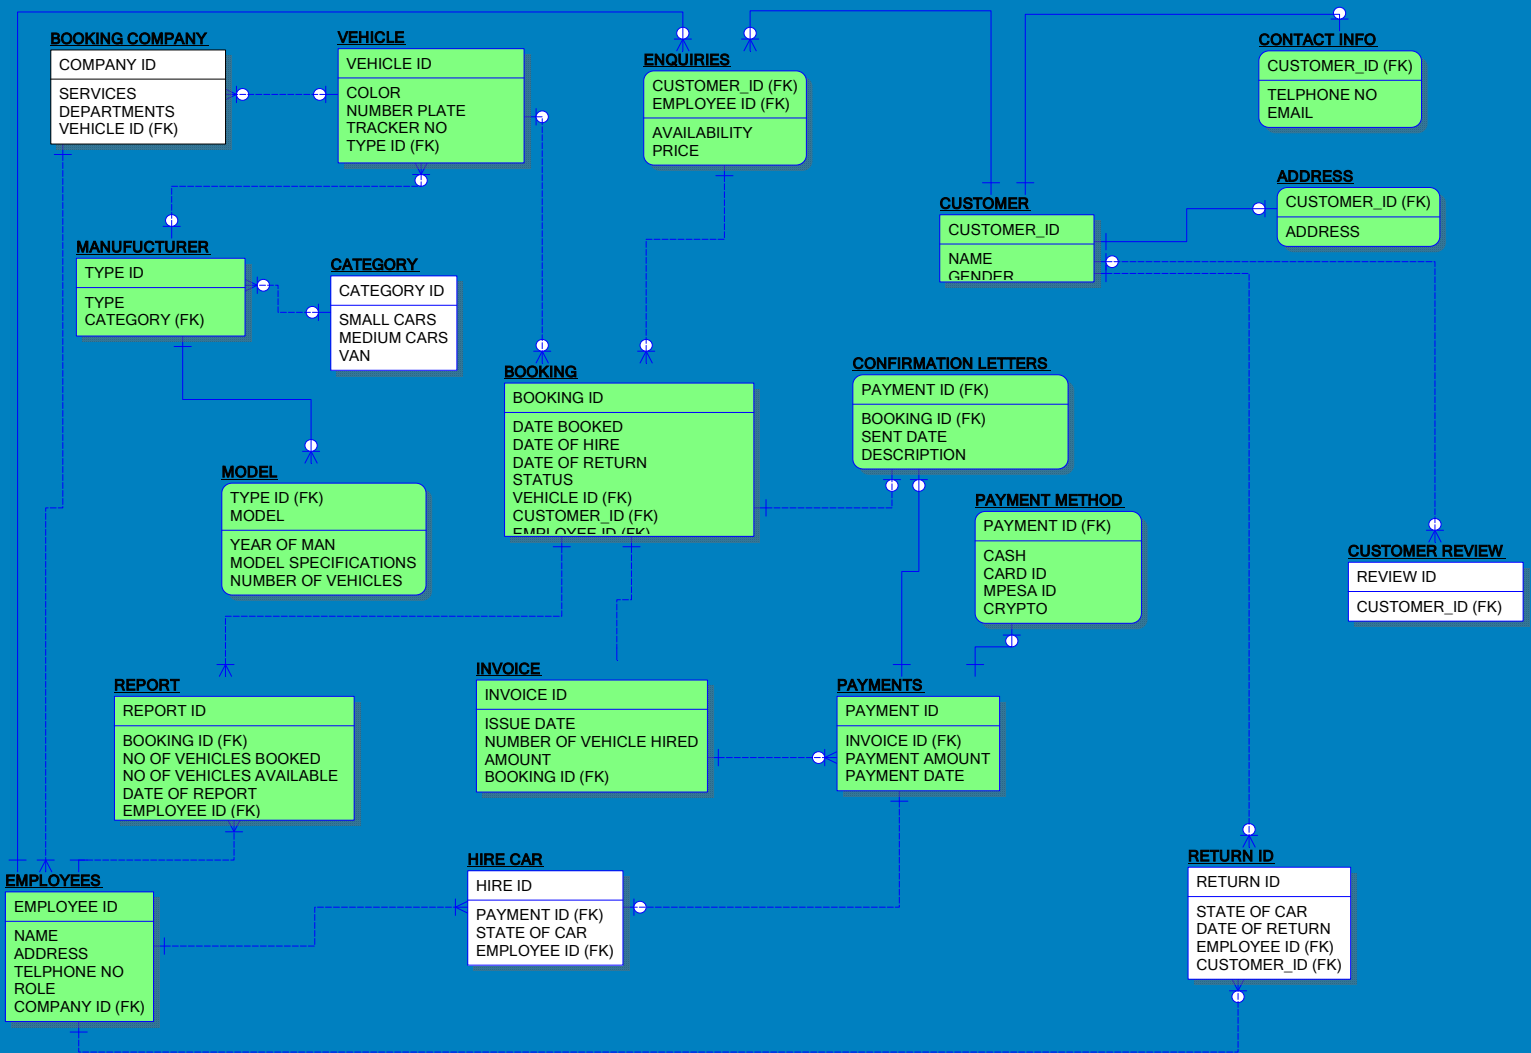 BOOKING COMPANY
COMPANY ID
SERVICES
DEPARTMENTS
VEHICLE ID (FK)
VEHICLE
VEHICLE ID
COLOR
NUMBER PLATE
TRACKER NO
TYPE ID (FK)
ENQUIRIES
CUSTOMER_ID (FK)
EMPLOYEE ID (FK)
AVAILABILITY
PRICE
CONTACT INFO
CUSTOMER_ID (FK)
TELPHONE NO
EMAIL
CUSTOMER
CUSTOMER_ID
NAME
GENDER
ADDRESS
CUSTOMER_ID (FK)
ADDRESS
MANUFUCTURER
TYPE ID
TYPE
CATEGORY (FK)
CATEGORY
CATEGORY ID
SMALL CARS
MEDIUM CARS
VAN
BOOKING
BOOKING ID
DATE BOOKED
DATE OF HIRE
DATE OF RETURN
STATUS
VEHICLE ID (FK)
CUSTOMER_ID (FK)
EMPLOYEE ID (FK)
CONFIRMATION LETTERS
PAYMENT ID (FK)
BOOKING ID (FK)
SENT DATE
DESCRIPTION
MODEL
TYPE ID (FK)
MODEL
YEAR OF MAN
MODEL SPECIFICATIONS
NUMBER OF VEHICLES
PAYMENT METHOD
PAYMENT ID (FK)
CASH
CARD ID
MPESA ID
CRYPTO
CUSTOMER REVIEW
REVIEW ID
CUSTOMER_ID (FK)
REPORT
REPORT ID
BOOKING ID (FK)
NO OF VEHICLES BOOKED
NO OF VEHICLES AVAILABLE
DATE OF REPORT
EMPLOYEE ID (FK)
INVOICE
INVOICE ID
ISSUE DATE
NUMBER OF VEHICLE HIRED
AMOUNT
BOOKING ID (FK)
PAYMENTS
PAYMENT ID
INVOICE ID (FK)
PAYMENT AMOUNT
PAYMENT DATE
EMPLOYEES
EMPLOYEE ID
NAME
ADDRESS
TELPHONE NO
ROLE
COMPANY ID (FK)
HIRE CAR
HIRE ID
PAYMENT ID (FK)
STATE OF CAR
EMPLOYEE ID (FK)
RETURN ID
RETURN ID
STATE OF CAR
DATE OF RETURN
EMPLOYEE ID (FK)
CUSTOMER_ID (FK)